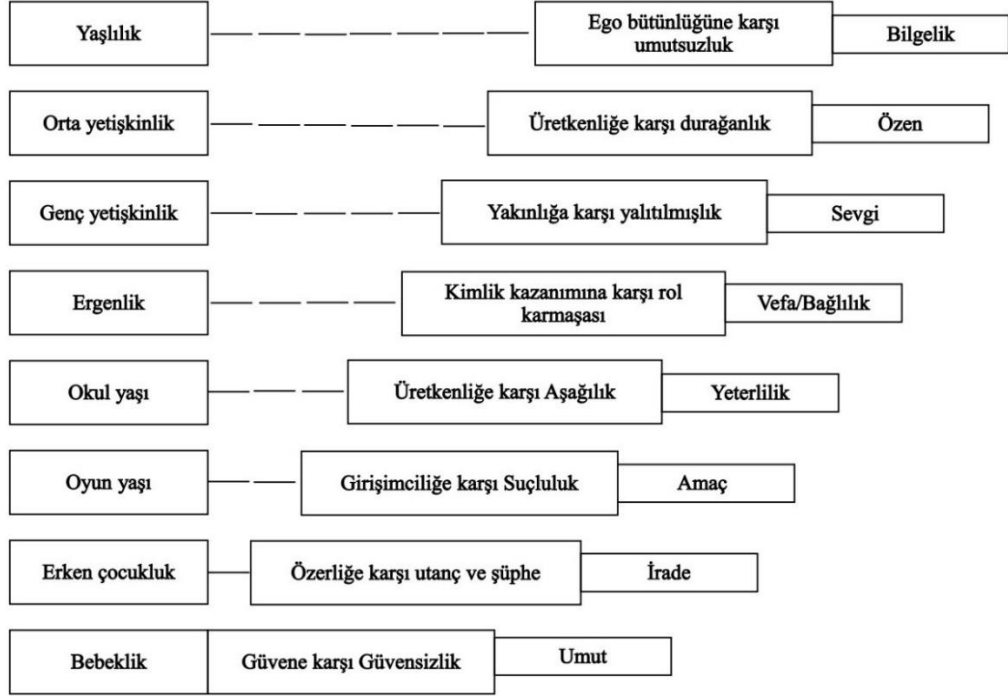 Yaşlılık
Ego bütünlüğüne karşı
umutsuzluk
Bilgelik
Orta yetişkinlik
Üretkenliğe karşı durağanlık
Özen
Genç yetişkinlik
Yakınlığa karşı yalıtılmışlık
Sevgi
Ergenlik
Kimlik kazanımına karşı rol
karmaşası
Vefa/Bağlılık
Okul yaşı
Üretkenliğe karşı Aşağılık
Yeterlilik
Oyun yaşı
Girişimciliğe karşı Suçluluk
Amaç
Erken çocukluk
Özerliğe karşı utanç ve şüphe
İrade
Bebeklik
Güvene karşı Güvensizlik
Umut